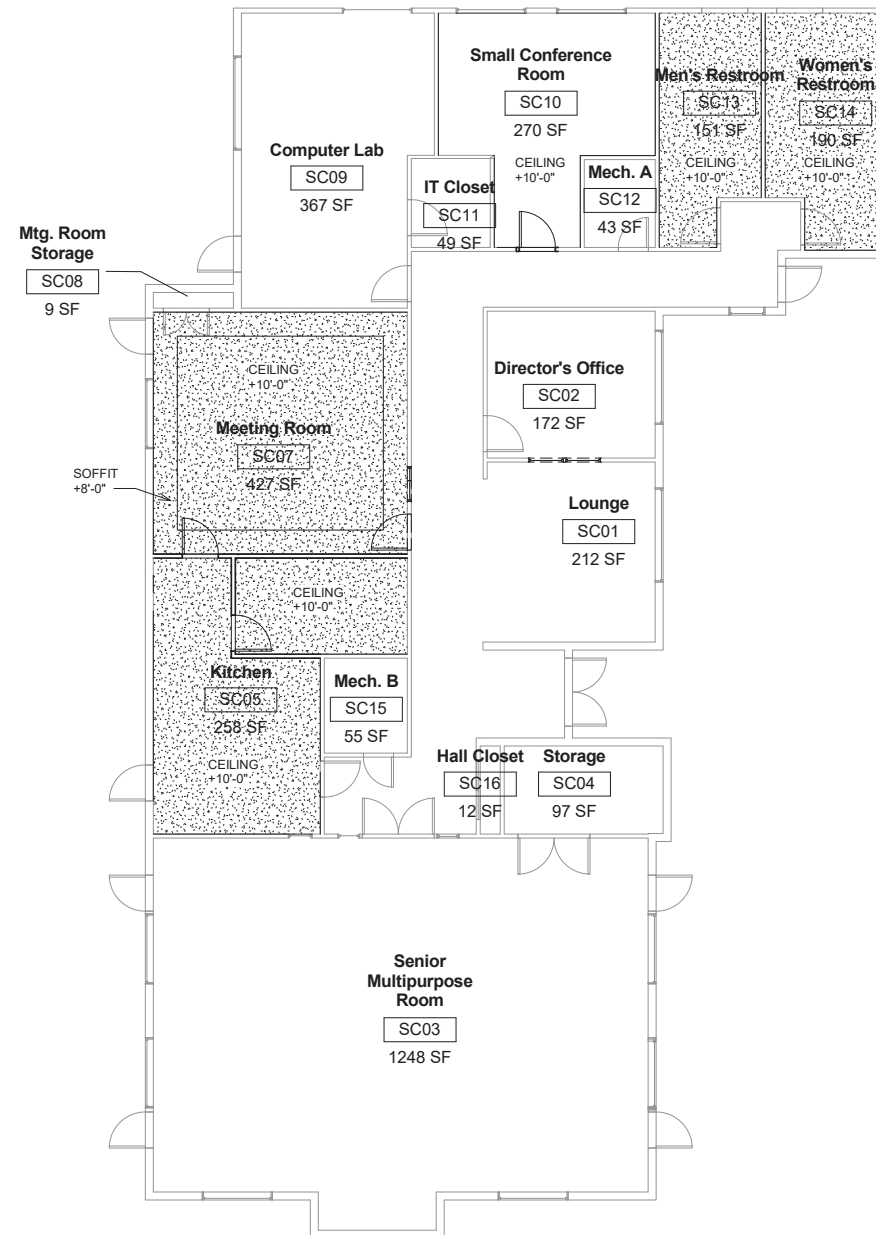 Small Conference
Room
SC10
270 SF
CEILING
+10'-0"
Men's Restroom
SC13
151 SF
CEILING
+10'-0"
Women's
Restroom
SC14
190 SF
CEILING
+10'-0"
Computer Lab
SC09
367 SF
IT Closet
SC11
49 SF
Mech. A
SC12
43 SF
Mtg. Room
Storage
SC08
9 SF
CEILING
+10'-0"
Meeting Room
SC07
427 SF
SOFFIT
+8'-0"
Director's Office
SC02
172 SF
Lounge
SC01
212 SF
CEILING
+10'-0"
Kitchen
SC05
258 SF
CEILING
+10'-0"
Mech. B
SC15
55 SF
Hall Closet
SC16
12 SF
Storage
SC04
97 SF
Senior
Multipurpose
Room
SC03
1248 SF